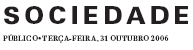 SOCIEDADE
PÚBLICO•TERÇA-FEIRA, 31 OUTUBRO 2006